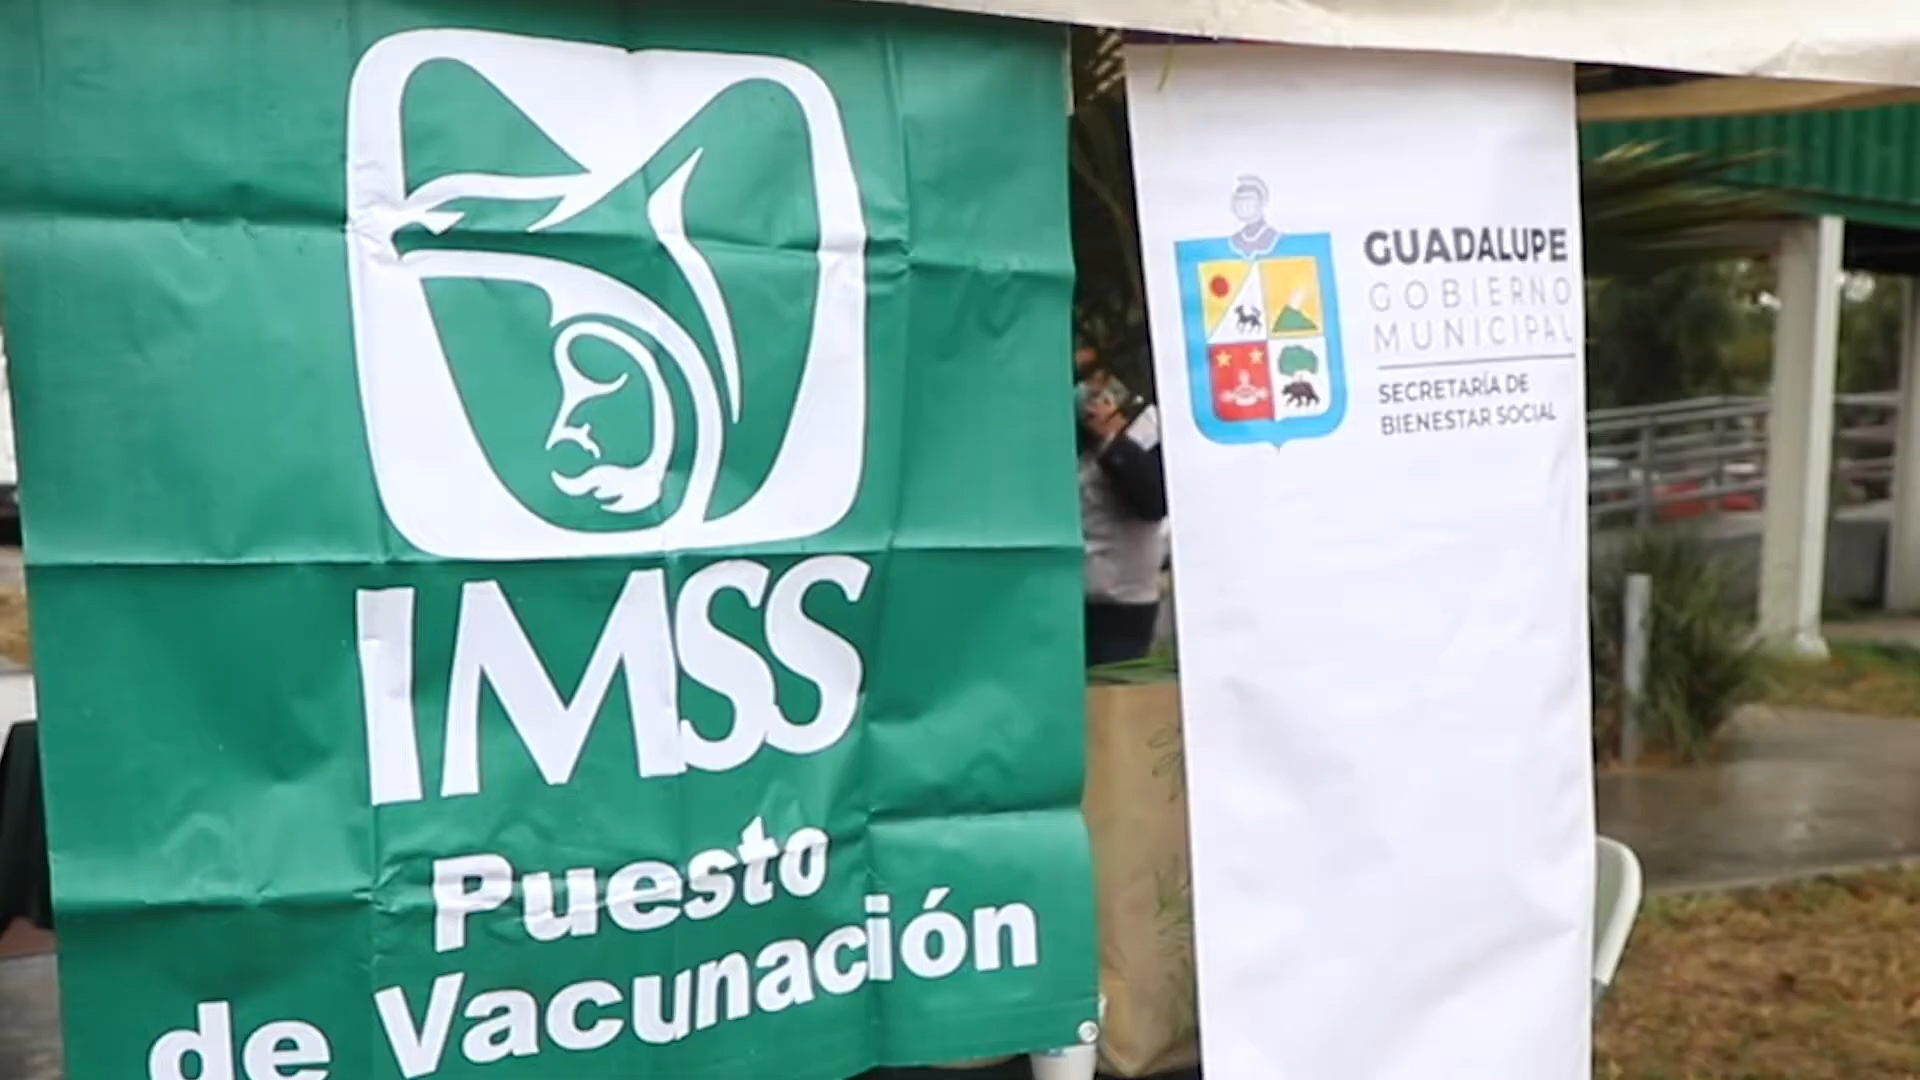 IMSS
Puesto
de Vacunación
GUADALUPE
GOBIERNO
MUNICIPAL
SECRETARÍA DE
BIENESTAR SOCIAL